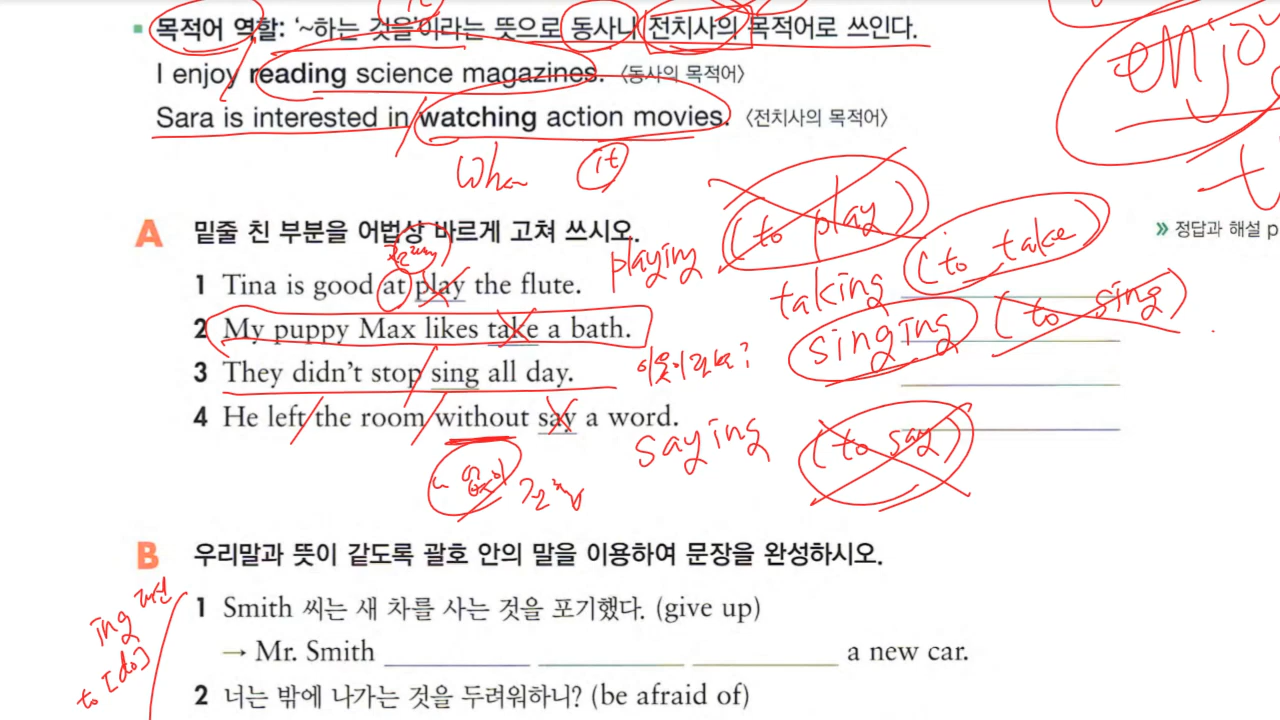 it
▪ 목적어 역할: '~하는 것을'이라는 뜻으로 동사나 전치사의 목적어로 쓰인다.
I enjoy reading science magazines. 〈동사의 목적어〉
enjo
Sara is interested in watching action movies. 〈전치사의 목적어〉
it
A 밑줄 친 부분을 어법상 바르게 고쳐 쓰시오.
(to play)
» 정답과 해설 p
전치사
1 Tina is good at play the flute.
playing
taking (to take)
2 My puppy Max likes take a bath.
singing (to sing)
3 They didn't stop sing all day.
4 He left the room without say a word.
saying (to say)
B 우리말과 뜻이 같도록 괄호 안의 말을 이용하여 문장을 완성하시오.
ing
to [do]
1 Smith 씨는 새 차를 사는 것을 포기했다. (give up)
→ Mr. Smith ____ ____ ____ a new car.
2 너는 밖에 나가는 것을 두려워하니? (be afraid of)